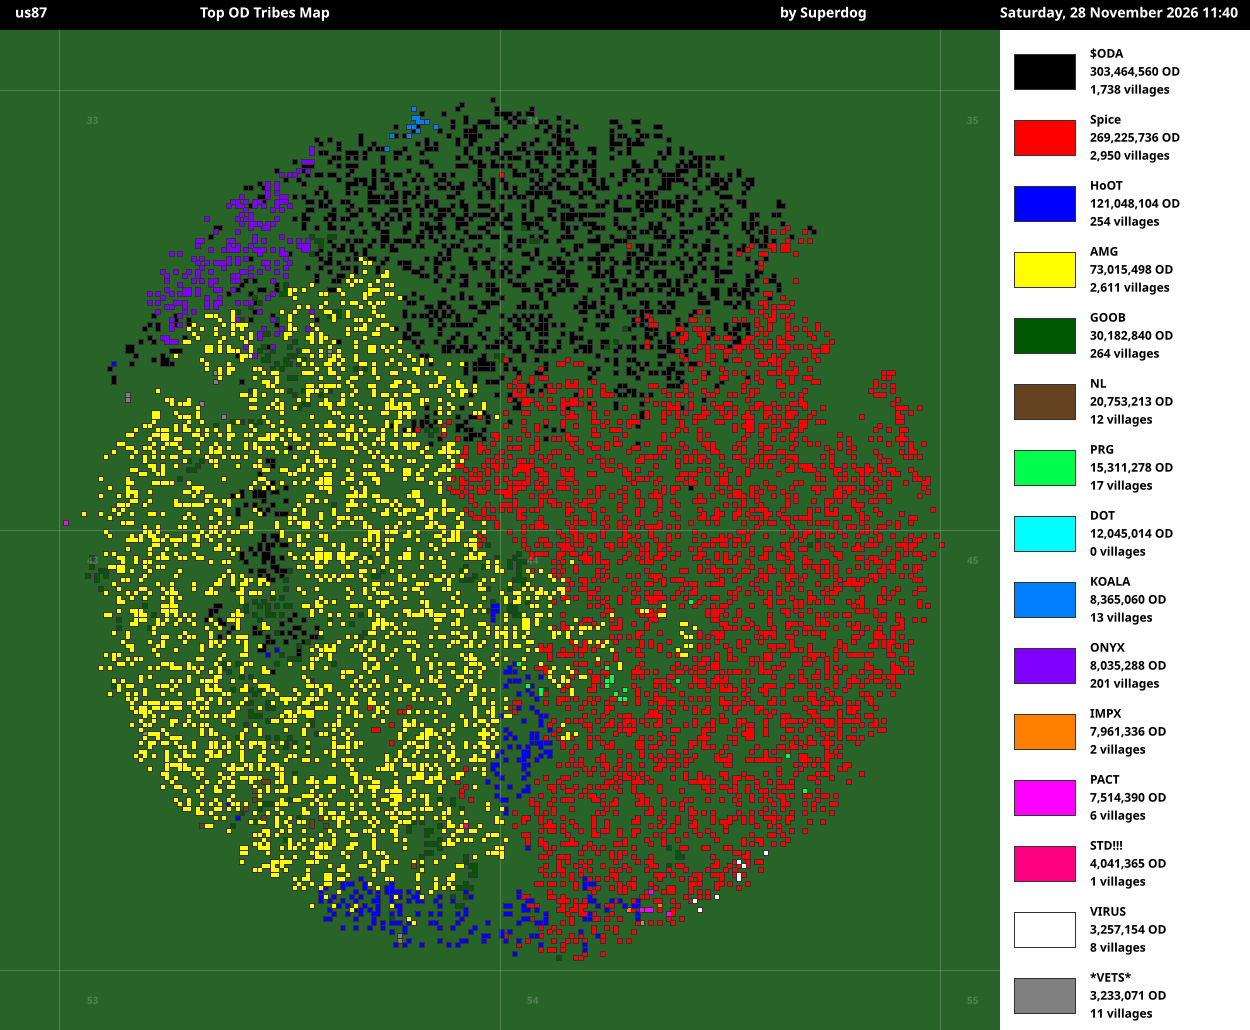 us87 Top OD Tribes Map by Superdog Saturday, 28 November 2026 11:40
33 34 35
43 44 45
53 54 55
$ODA
303,464,560 OD
1,738 villages
Spice
269,225,736 OD
2,950 villages
HoOT
121,048,104 OD
254 villages
AMG
73,015,498 OD
2,611 villages
GOOB
30,182,840 OD
264 villages
NL
20,753,213 OD
12 villages
PRG
15,311,278 OD
17 villages
DOT
12,045,014 OD
0 villages
KOALA
8,365,060 OD
13 villages
ONYX
8,035,288 OD
201 villages
IMPX
7,961,336 OD
2 villages
PACT
7,514,390 OD
6 villages
STD!!!
4,041,365 OD
1 villages
VIRUS
3,257,154 OD
8 villages
*VETS*
3,233,071 OD
11 villages